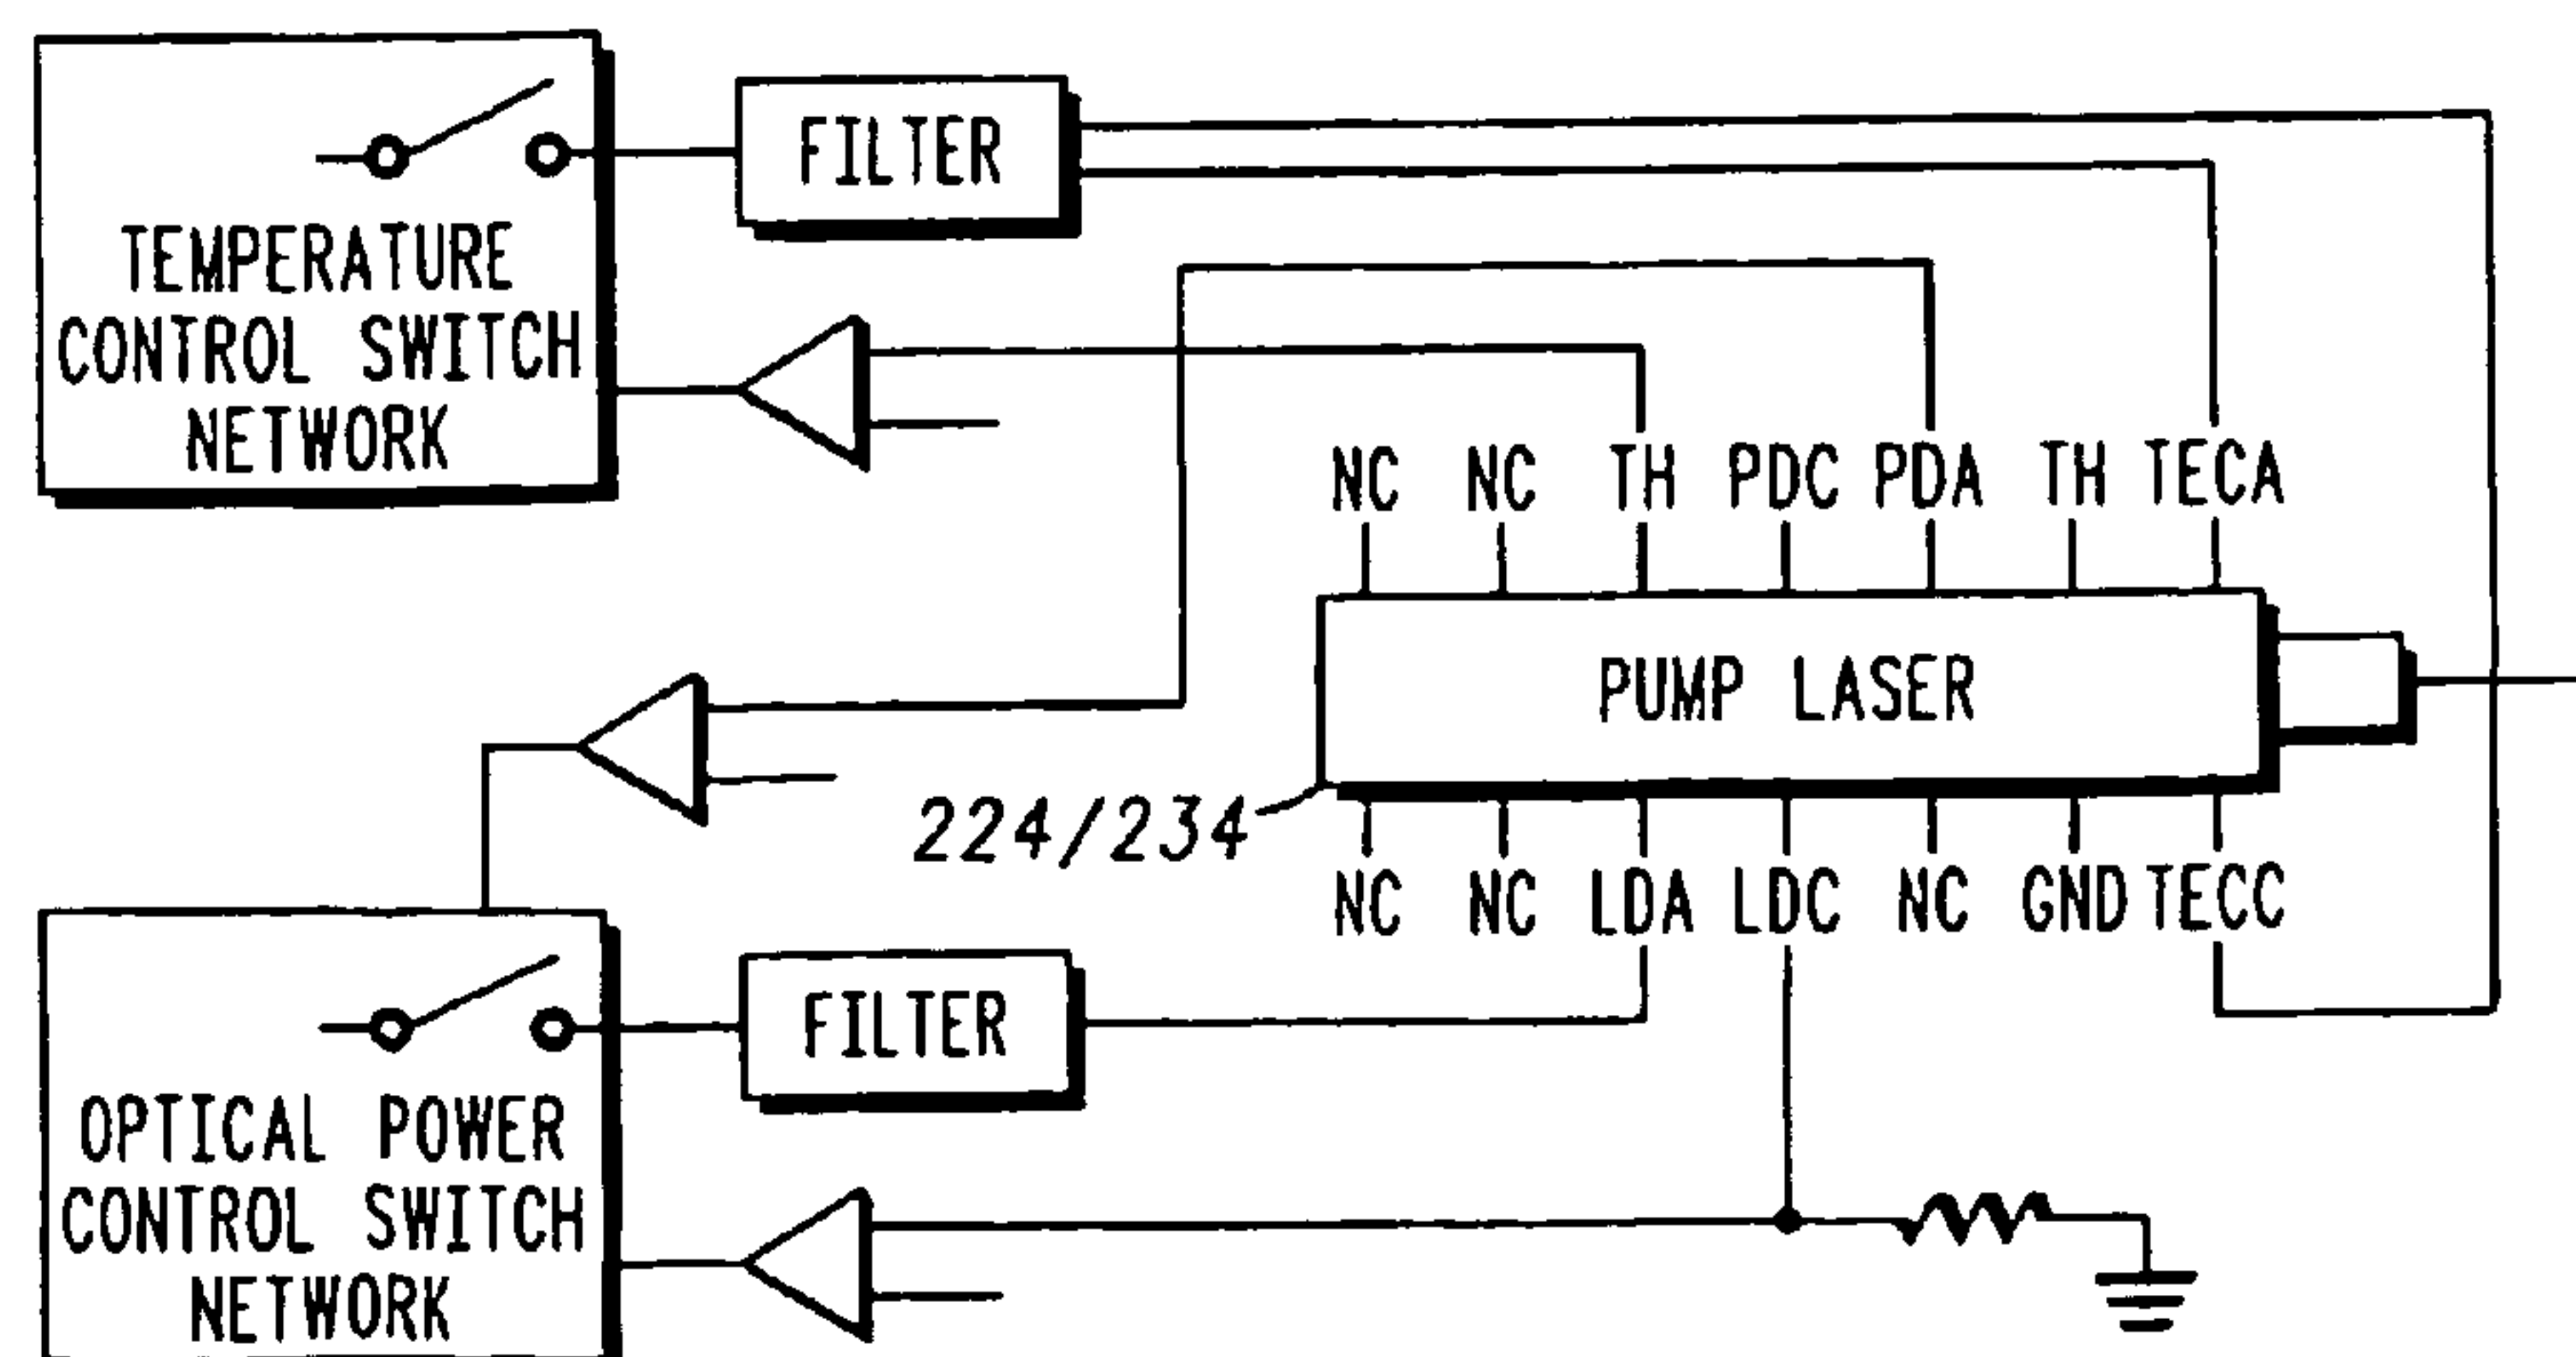 FILTER
TEMPERATURE
CONTROL SWITCH
NETWORK
NC NC TH PDC PDA TH TECA
PUMP LASER
224/234
NC NC LDA LDC NC GND TECC
FILTER
OPTICAL POWER
CONTROL SWITCH
NETWORK